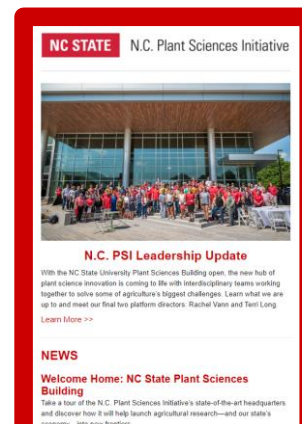 NC STATE N.C. Plant Sciences Initiative
N.C. PSI Leadership Update
With the NC State University Plant Sciences Building open, the new hub of
plant science innovation is coming to life with interdisciplinary teams working
together to solve some of agriculture's biggest challenges. Learn what we are
up to and meet our final two platform directors. Rachel Vann and Terri Long.
Learn More >>
NEWS
Welcome Home: NC State Plant Sciences
Building
Take a tour of the N.C. Plant Sciences Initiative's state-of-the-art headquarters
and discover how it will help launch agricultural research—and our state's
economy—into new frontiers.